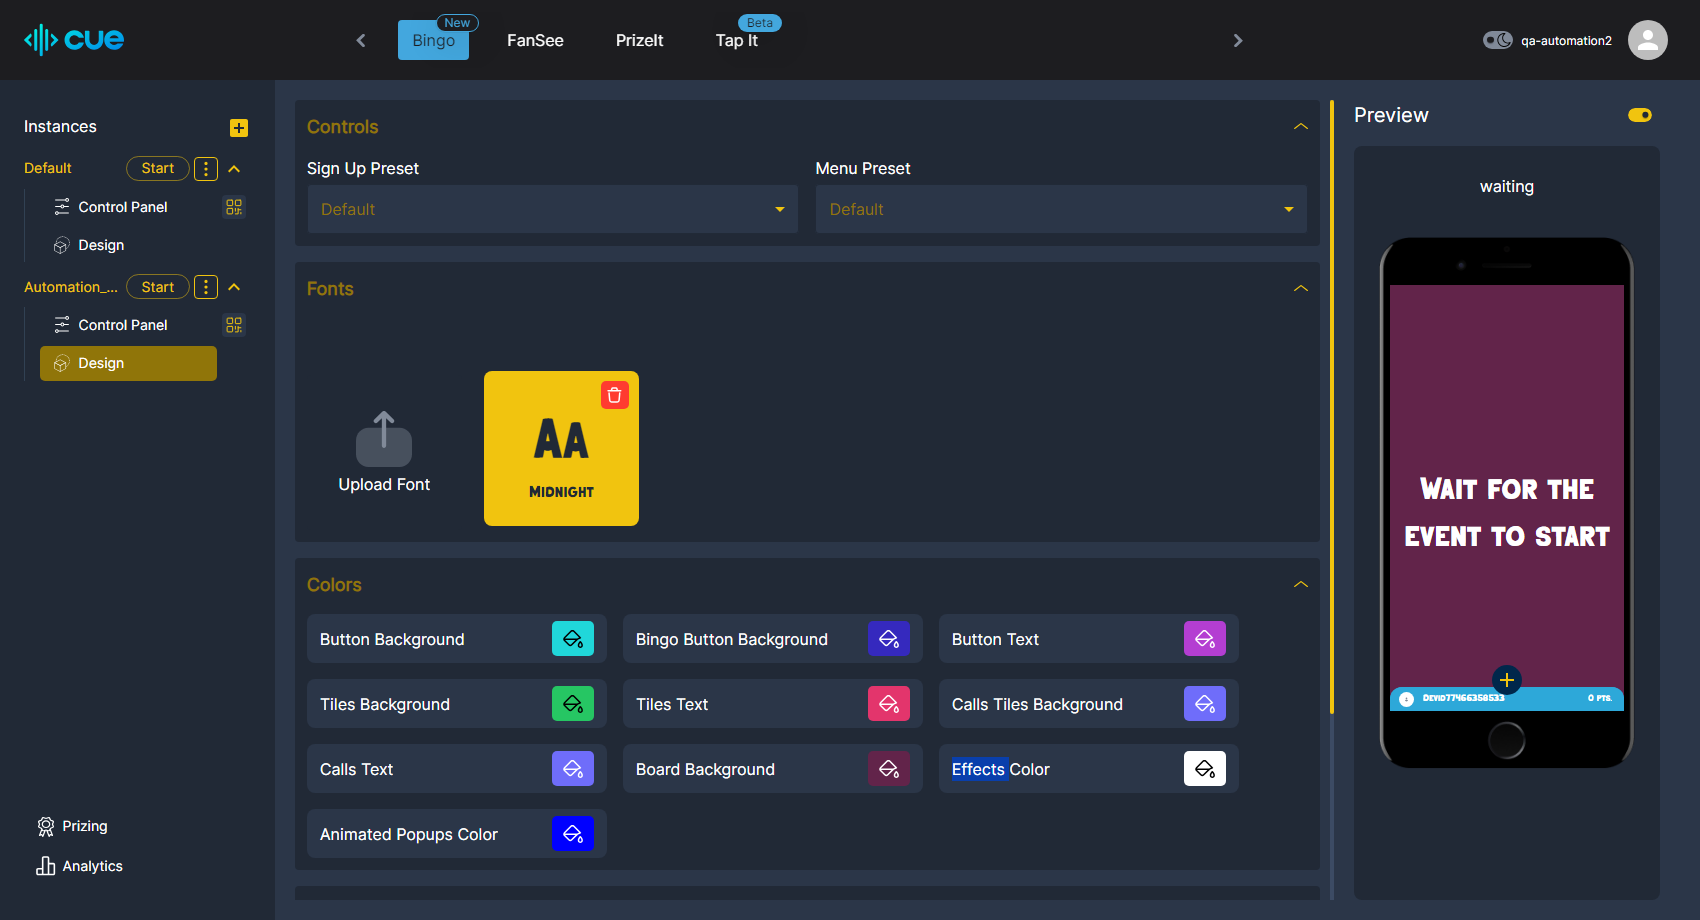 cue
Bingo
New
FanSee
PrizeIt
Tap It
Beta
qa-automation2
Instances
Default
Start
Control Panel
Design
Automation_...
Start
Control Panel
Design
Prizing
Analytics
Controls
Sign Up Preset
Default
Menu Preset
Default
Fonts
Upload Font
AA
MIDNIGHT
Colors
Button Background
Bingo Button Background
Button Text
Tiles Background
Tiles Text
Calls Tiles Background
Calls Text
Board Background
Effects Color
Animated Popups Color
Preview
waiting
WAIT FOR THE
EVENT TO START
DEVID77466358533
0 PTS.